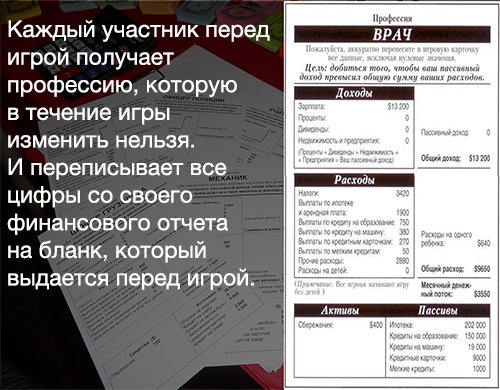 Каждый участник перед
игрой получает
профессию, которую
в течение игры
изменить нельзя.
И переписывает все
цифры со своего
финансового отчета
на бланк, который
выдается перед игрой.
ОФИЦЕР ПОЛИЦИИ
МЕХАНИК
Профессия
ВРАЧ
Пожалуйста, аккуратно перенесите в игровую карточку
все данные, исключая нулевые значения.
Цель: добиться того, чтобы ваш пассивный
доход превысил общую сумму ваших расходов.
Доходы
Зарплата: $13 200
Проценты: 0
Дивиденды: 0
Недвижимость и предприятия: 0
(Проценты + Дивиденды + Недвижимость +
+ Предприятия = Ваш пассивный доход)
Пассивный доход: 0
Общий доход: $13 200
Расходы
Налоги: 3420
Выплаты по ипотеке
и арендная плата: 1900
Выплаты по кредиту на образование: 750
Выплаты по кредиту на машину: 380
Выплаты по кредитным карточкам: 270
Выплаты по мелким кредитам: 50
Прочие расходы: 2880
Расходы на детей: 0
Расходы на одного
ребенка: $640
Общий расход: $9650
(Примечание. Все игроки начинают игру
без детей )
Месячный денеж-
ный поток: $3550
Активы
Сбережения: $400
Пассивы
Ипотека: 202 000
Кредит на образование: 150 000
Кредит на машину: 19 000
Кредитные карточки: 9000
Мелкие кредиты: 1000